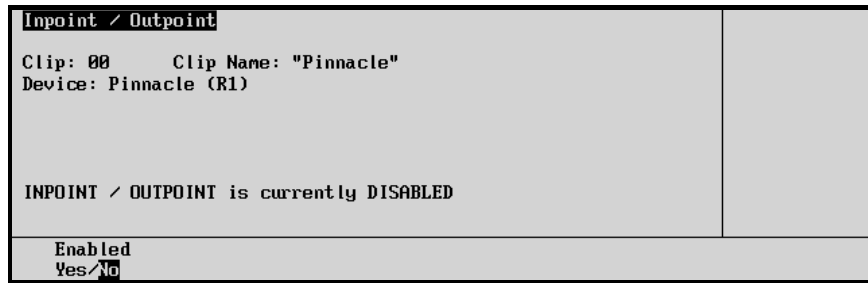 Inpoint / Outpoint
Clip: 00 Clip Name: "Pinnacle"
Device: Pinnacle (R1)
INPOINT / OUTPOINT is currently DISABLED
Enabled
Yes/No